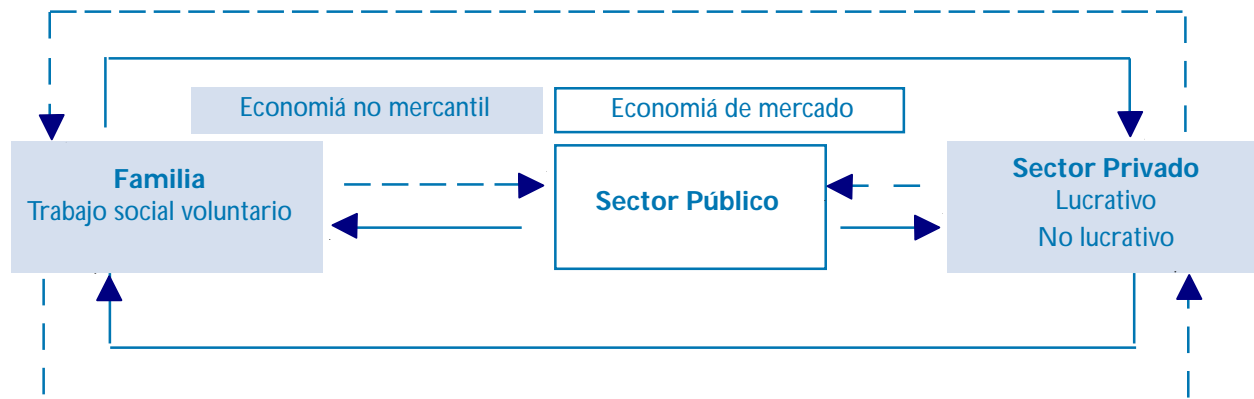 Economiá no mercantil
Economiá de mercado
Familia
Trabajo social voluntario
Sector Público
Sector Privado
Lucrativo
No lucrativo